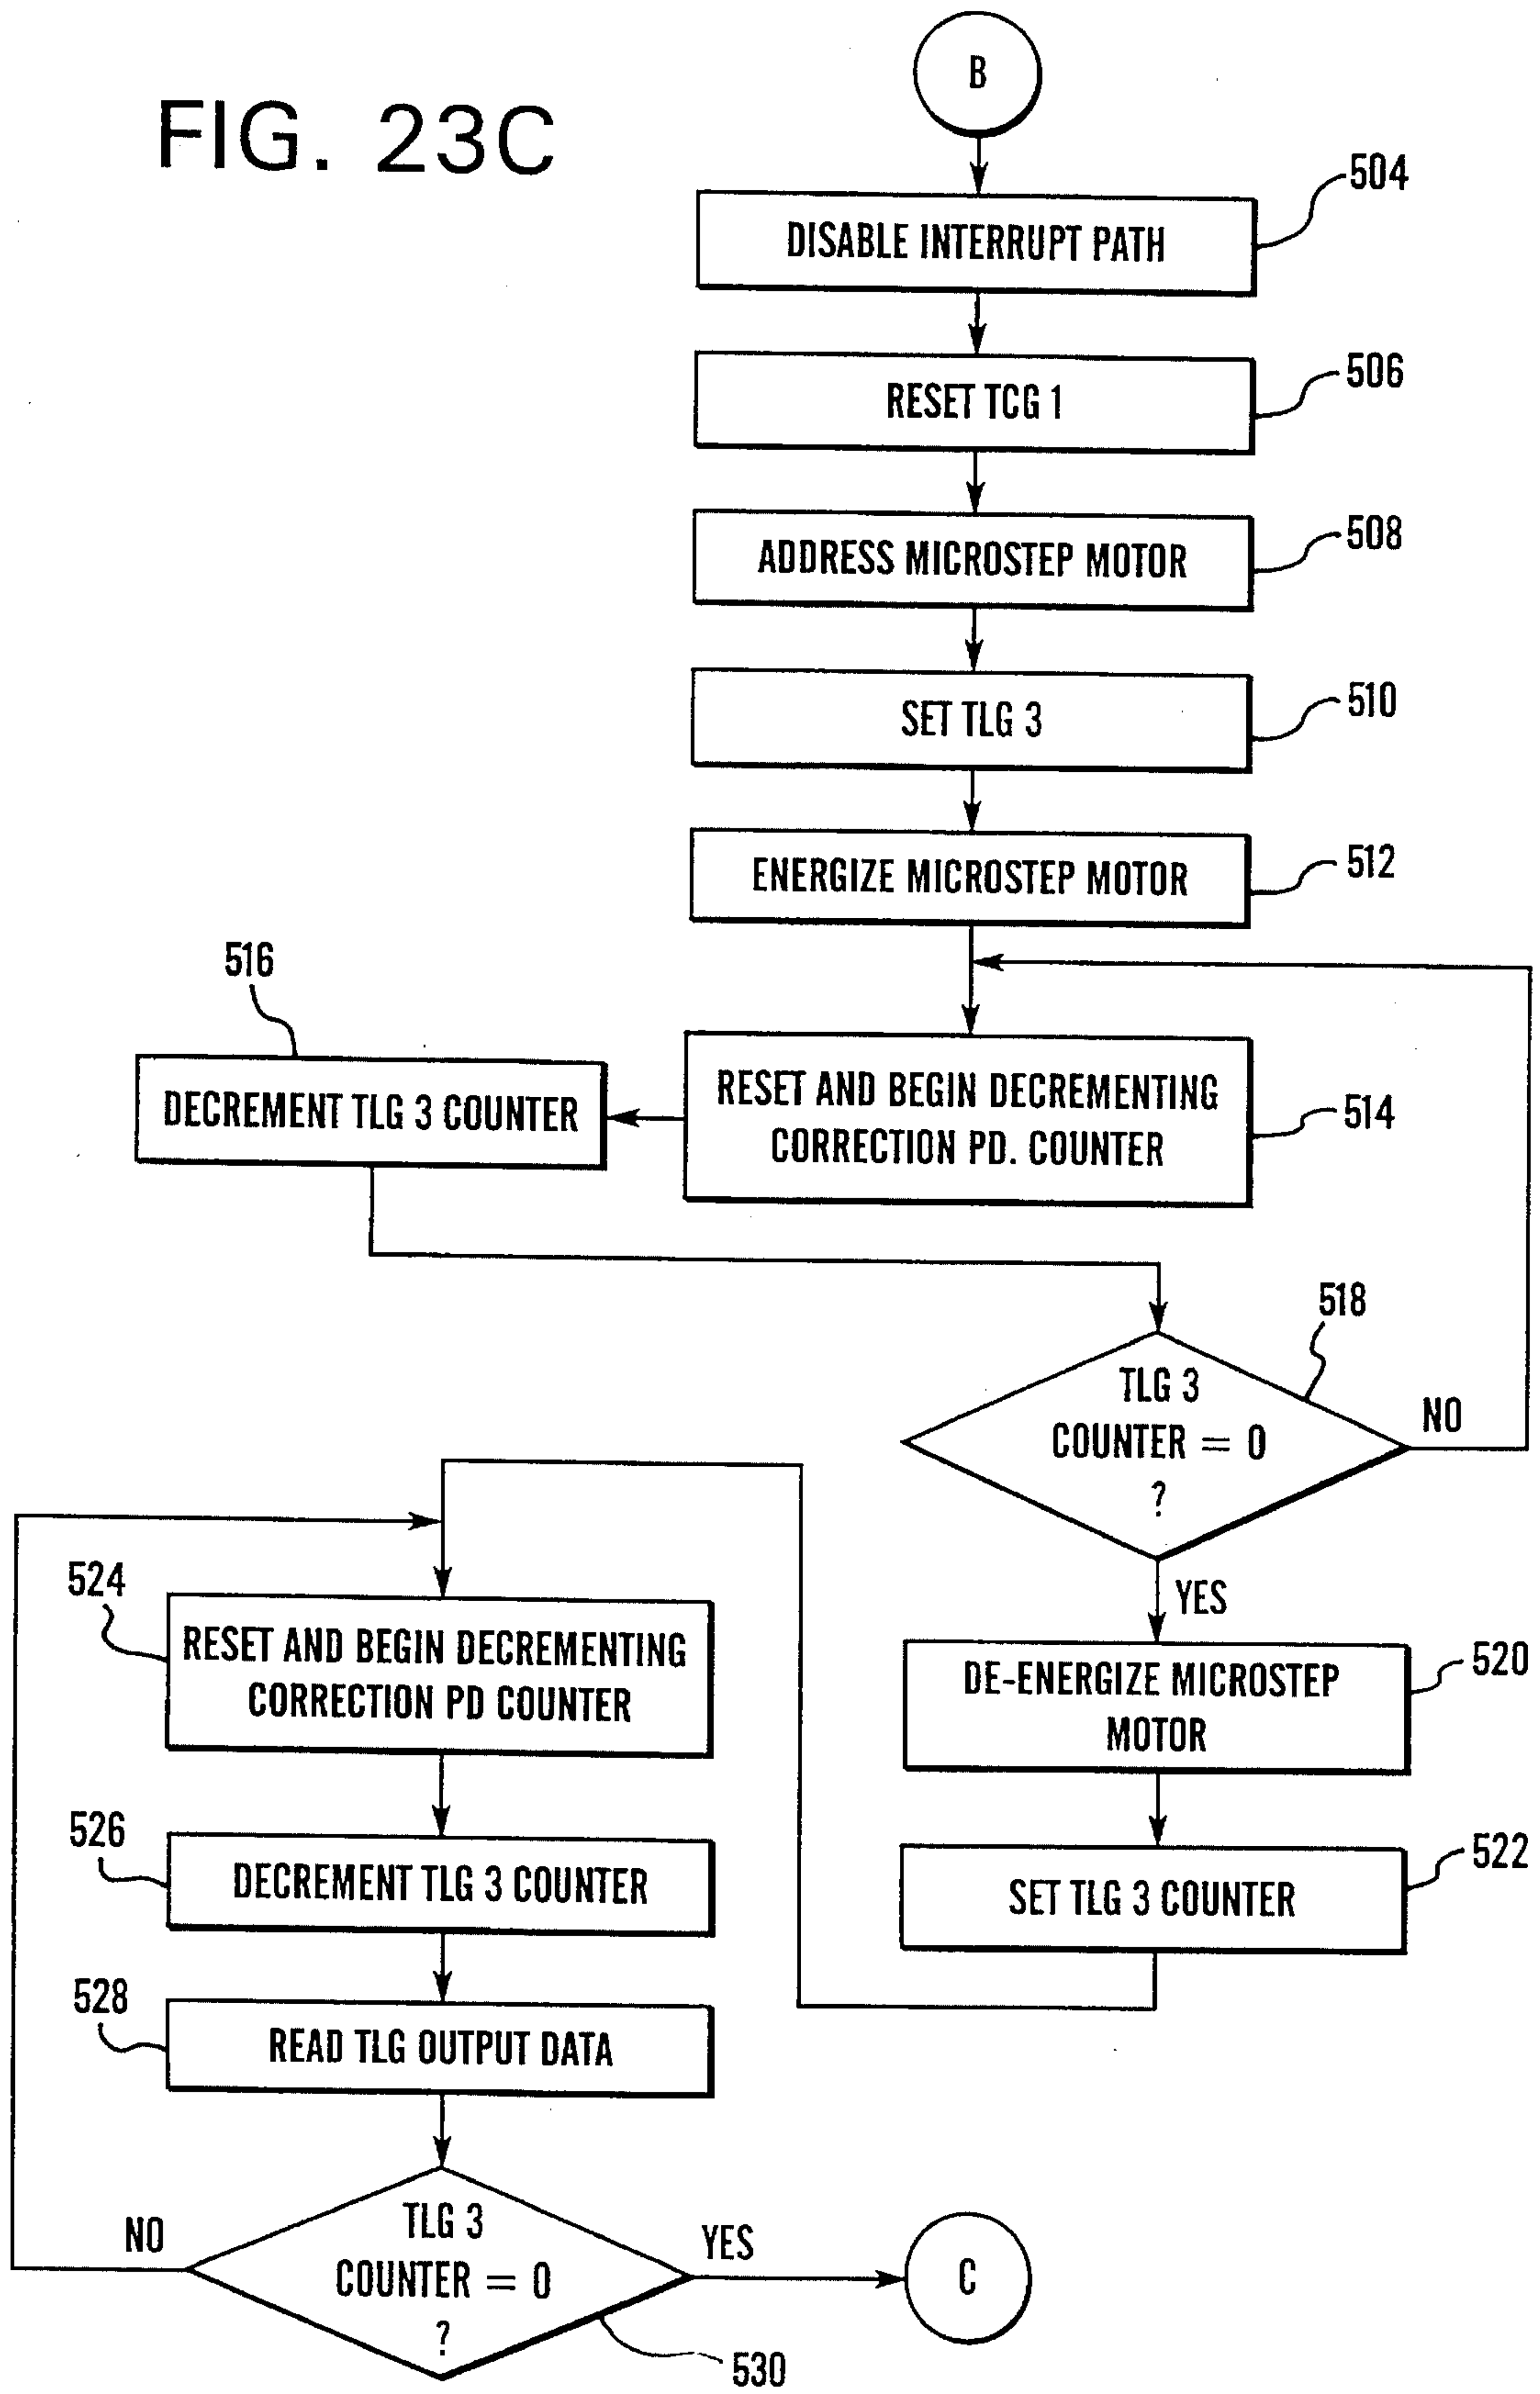 FIG. 23C
B
504
DISABLE INTERRUPT PATH
506
RESET TCG 1
508
ADDRESS MICROSTEP MOTOR
510
SET TLG 3
512
ENERGIZE MICROSTEP MOTOR
514
RESET AND BEGIN DECREMENTING
CORRECTION PD. COUNTER
516
DECREMENT TLG 3 COUNTER
518
TLG 3
COUNTER = 0
?
NO
YES
520
DE-ENERGIZE MICROSTEP
MOTOR
522
SET TLG 3 COUNTER
524
RESET AND BEGIN DECREMENTING
CORRECTION PD COUNTER
526
DECREMENT TLG 3 COUNTER
528
READ TLG OUTPUT DATA
TLG 3
COUNTER = 0
?
NO
YES
530
C